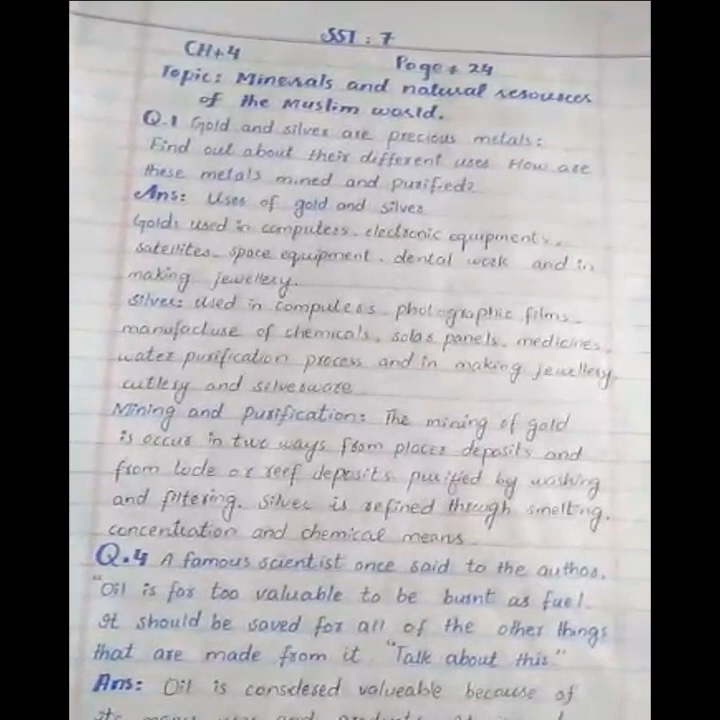 SST : 7
CH + 4 Page + 24
Topic: Minerals and natural resources
of the Muslim world.
Q.1 Gold and silver are precious metals:
Find out about their different uses How are
these metals mined and purified?
Ans: Uses of gold and silver
Gold: used in computers. electronic equipments.
satellites. space equipment. dental work and in
making jewellery.
Silver: used in computers photographic films
manufacture of chemicals. solar panels. medicines.
water purification process and in making jewellery,
cutlery and silverware
Mining and purification: The mining of gold
is occur in two ways from placer deposits and
from lode or reef deposits purified by washing
and filtering. Silver is refined through smelting.
concentration and chemical means.
Q.4 A famous scientist once said to the author.
"Oil is far too valuable to be burnt as fuel.
It should be saved for all of the other things
that are made from it "Talk about this"
Ans: Oil is considered valueable because of
its many uses and